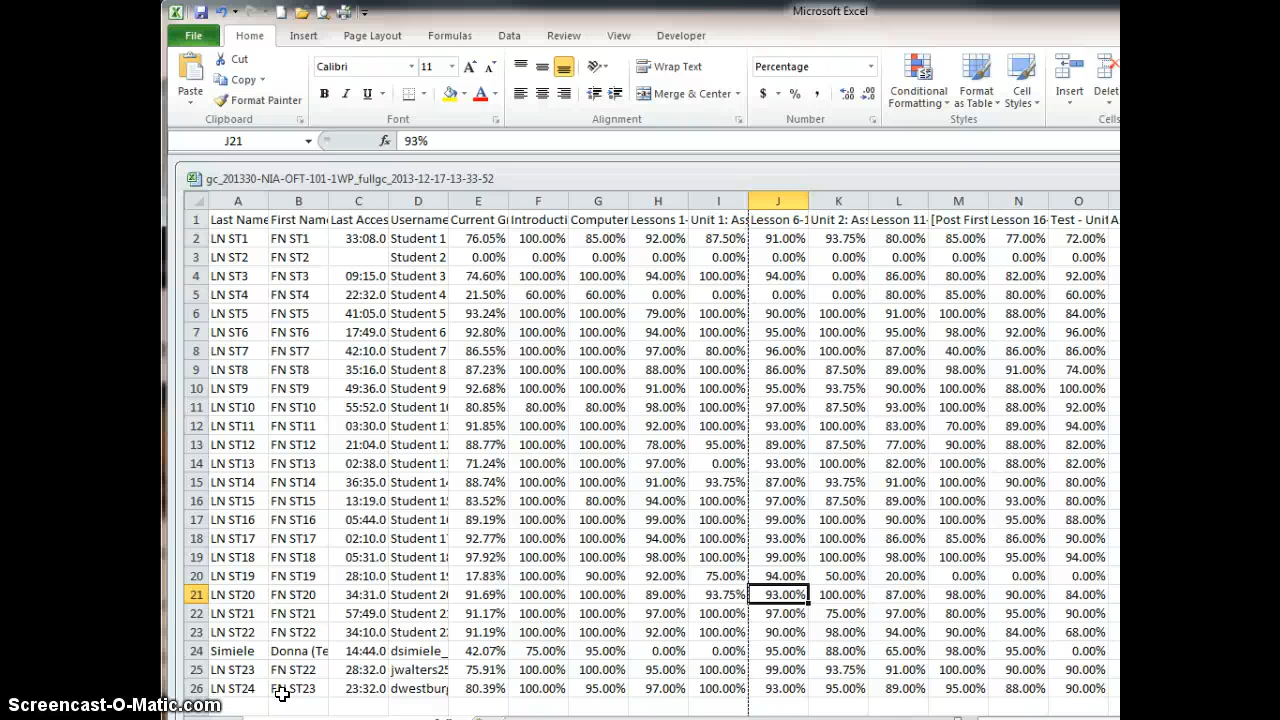 Microsoft Excel
File Home Insert Page Layout Formulas Data Review View Developer
Cut
Copy
Format Painter
Paste
Clipboard
Calibri 11
B I U
Font
Wrap Text
Merge & Center
Alignment
Percentage
$ % ,
Number
Conditional Formatting
Format as Table
Cell Styles
Styles
Insert
Delet
Cells
J21 fx 93%
gc_201330-NIA-OFT-101-1WP_fullgc_2013-12-17-13-33-52
A B C D E F G H I J K L M N O
1 Last Name First Name Last Acces Username Current Gr Introducti Computer Lessons 1- Unit 1: Ass Lesson 6-1 Unit 2: Ass Lesson 11- [Post First Lesson 16- Test - Unit A
2 LN ST1 FN ST1 33:08.0 Student 1 76.05% 100.00% 85.00% 92.00% 87.50% 91.00% 93.75% 80.00% 85.00% 77.00% 72.00%
3 LN ST2 FN ST2 Student 2 0.00% 0.00% 0.00% 0.00% 0.00% 0.00% 0.00% 0.00% 0.00% 0.00% 0.00%
4 LN ST3 FN ST3 09:15.0 Student 3 74.60% 100.00% 100.00% 94.00% 100.00% 94.00% 0.00% 0.00% 80.00% 82.00% 92.00%
5 LN ST4 FN ST4 22:32.0 Student 4 21.50% 60.00% 60.00% 0.00% 0.00% 0.00% 0.00% 80.00% 85.00% 80.00% 60.00%
6 LN ST5 FN ST5 41:05.0 Student 5 93.24% 100.00% 100.00% 79.00% 100.00% 90.00% 100.00% 91.00% 100.00% 88.00% 84.00%
7 LN ST6 FN ST6 17:49.0 Student 6 92.80% 100.00% 100.00% 94.00% 100.00% 95.00% 100.00% 95.00% 98.00% 92.00% 96.00%
8 LN ST7 FN ST7 42:10.0 Student 7 86.55% 100.00% 100.00% 97.00% 80.00% 96.00% 100.00% 87.00% 40.00% 86.00% 86.00%
9 LN ST8 FN ST8 35:16.0 Student 8 87.23% 100.00% 100.00% 88.00% 100.00% 86.00% 87.50% 89.00% 98.00% 91.00% 74.00%
10 LN ST9 FN ST9 49:36.0 Student 9 92.68% 100.00% 100.00% 91.00% 100.00% 95.00% 93.75% 90.00% 100.00% 88.00% 100.00%
11 LN ST10 FN ST10 55:52.0 Student 10 80.85% 80.00% 80.00% 98.00% 100.00% 97.00% 87.50% 93.00% 100.00% 88.00% 92.00%
12 LN ST11 FN ST11 03:30.0 Student 11 91.85% 100.00% 100.00% 92.00% 100.00% 93.00% 100.00% 83.00% 70.00% 89.00% 94.00%
13 LN ST12 FN ST12 21:04.0 Student 12 88.77% 100.00% 100.00% 78.00% 95.00% 89.00% 87.50% 77.00% 90.00% 88.00% 82.00%
14 LN ST13 FN ST13 02:38.0 Student 13 71.24% 100.00% 100.00% 97.00% 0.00% 93.00% 100.00% 82.00% 100.00% 88.00% 82.00%
15 LN ST14 FN ST14 36:35.0 Student 14 88.74% 100.00% 100.00% 91.00% 93.75% 87.00% 93.75% 91.00% 100.00% 90.00% 80.00%
16 LN ST15 FN ST15 13:19.0 Student 15 83.52% 100.00% 80.00% 94.00% 100.00% 97.00% 87.50% 95.00% 100.00% 93.00% 80.00%
17 LN ST16 FN ST16 05:44.0 Student 16 89.19% 100.00% 100.00% 99.00% 100.00% 99.00% 100.00% 90.00% 100.00% 95.00% 88.00%
18 LN ST17 FN ST17 02:10.0 Student 17 92.77% 100.00% 100.00% 94.00% 100.00% 93.00% 100.00% 86.00% 85.00% 86.00% 90.00%
19 LN ST18 FN ST18 05:31.0 Student 18 97.92% 100.00% 100.00% 98.00% 100.00% 99.00% 100.00% 98.00% 100.00% 95.00% 94.00%
20 LN ST19 FN ST19 28:10.0 Student 19 17.83% 100.00% 90.00% 92.00% 75.00% 94.00% 50.00% 20.00% 0.00% 0.00% 0.00%
21 LN ST20 FN ST20 34:31.0 Student 20 91.69% 100.00% 100.00% 89.00% 93.75% 93.00% 100.00% 87.00% 98.00% 90.00% 84.00%
22 LN ST21 FN ST21 57:49.0 Student 21 91.17% 100.00% 100.00% 97.00% 100.00% 97.00% 75.00% 97.00% 80.00% 95.00% 90.00%
23 LN ST22 FN ST22 34:10.0 Student 22 91.19% 100.00% 100.00% 92.00% 100.00% 90.00% 98.00% 94.00% 90.00% 84.00% 68.00%
24 Simiele Donna (Te 14:44.0 dsimiele_ 42.07% 75.00% 95.00% 0.00% 0.00% 95.00% 88.00% 65.00% 98.00% 95.00% 0.00%
25 LN ST23 FN ST22 28:32.0 jwalters25 75.91% 100.00% 100.00% 95.00% 100.00% 99.00% 93.75% 91.00% 100.00% 90.00% 90.00%
26 LN ST24 FN ST23 23:32.0 dwestburg 80.39% 100.00% 95.00% 97.00% 100.00% 93.00% 95.00% 89.00% 95.00% 88.00% 90.00%
Screencast-O-Matic.com